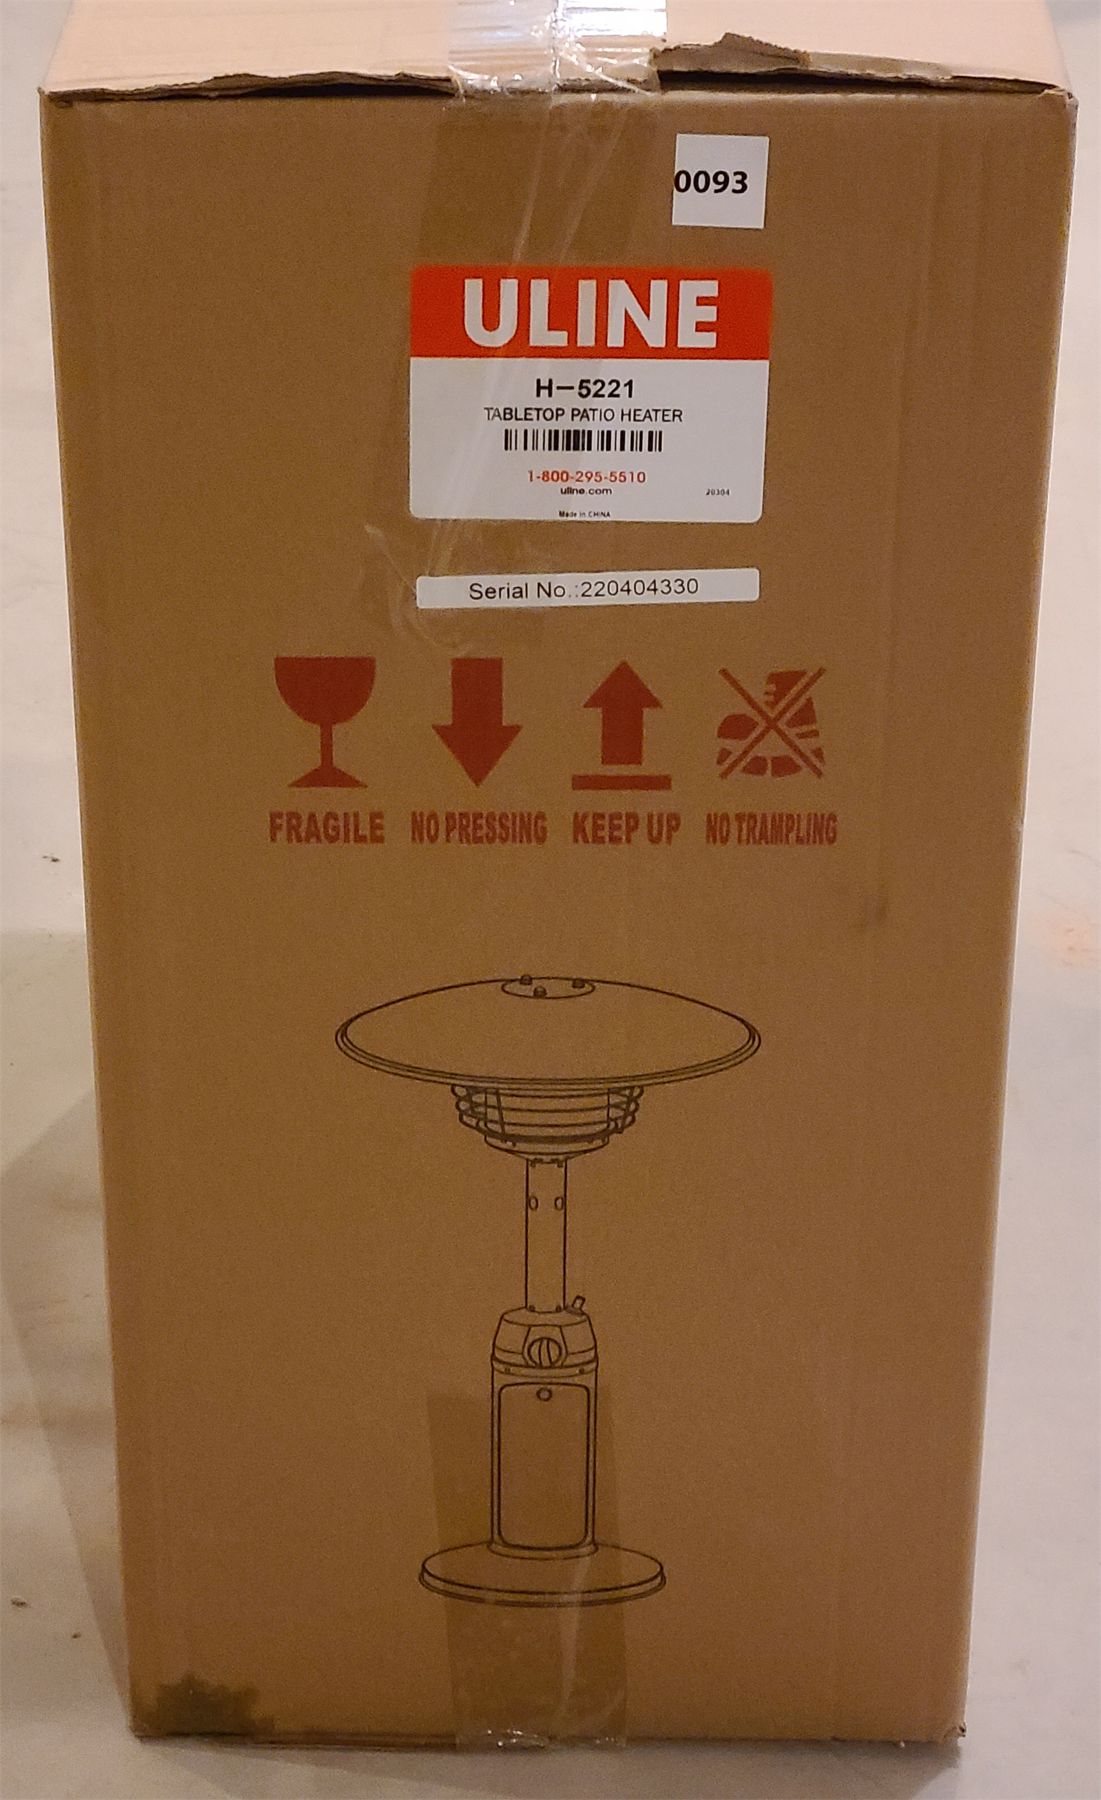 0093
ULINE
H-5221
TABLETOP PATIO HEATER
1-800-295-5510
uline.com
20304
Made in CHINA
Serial No.:220404330
FRAGILE NO PRESSING KEEP UP NO TRAMPLING